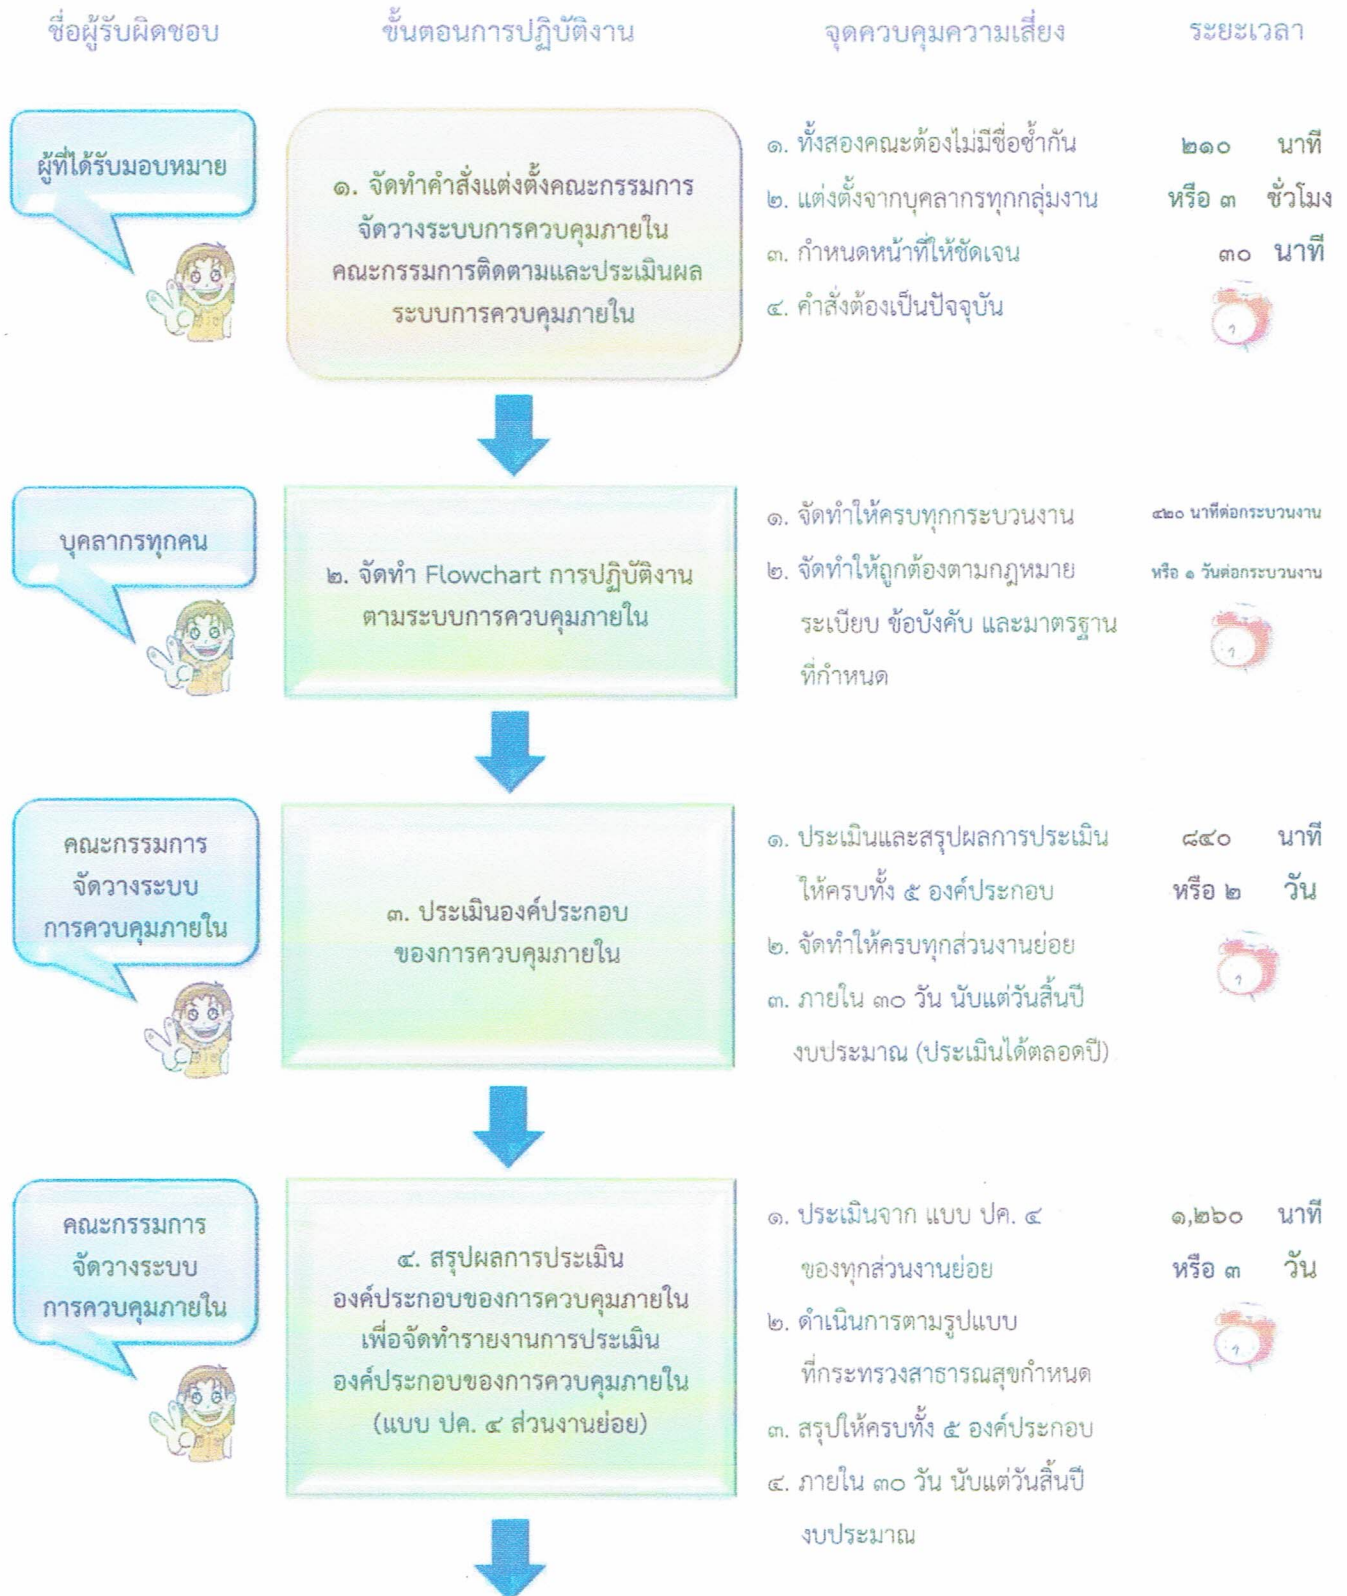 ชื่อผู้รับผิดชอบ ขั้นตอนการปฏิบัติงาน จุดควบคุมความเสี่ยง ระยะเวลา
ผู้ที่ได้รับมอบหมาย
๑. จัดทำคำสั่งแต่งตั้งคณะกรรมการ
จัดวางระบบการควบคุมภายใน
คณะกรรมการติดตามและประเมินผล
ระบบการควบคุมภายใน
๑. ทั้งสองคณะต้องไม่มีชื่อซ้ำกัน
๒. แต่งตั้งจากบุคลากรทุกกลุ่มงาน
๓. กำหนดหน้าที่ให้ชัดเจน
๔. คำสั่งต้องเป็นปัจจุบัน
๒๑๐ นาที
หรือ ๓ ชั่วโมง
๓๐ นาที
บุคลากรทุกคน
๒. จัดทำ Flowchart การปฏิบัติงาน
ตามระบบการควบคุมภายใน
๑. จัดทำให้ครบทุกกระบวนงาน
๒. จัดทำให้ถูกต้องตามกฎหมาย
ระเบียบ ข้อบังคับ และมาตรฐาน
ที่กำหนด
๔๒๐ นาทีต่อกระบวนงาน
หรือ ๑ วันต่อกระบวนงาน
คณะกรรมการ
จัดวางระบบ
การควบคุมภายใน
๓. ประเมินองค์ประกอบ
ของการควบคุมภายใน
๑. ประเมินและสรุปผลการประเมิน
ให้ครบทั้ง ๕ องค์ประกอบ
๒. จัดทำให้ครบทุกส่วนงานย่อย
๓. ภายใน ๓๐ วัน นับแต่วันสิ้นปี
งบประมาณ (ประเมินได้ตลอดปี)
๘๔๐ นาที
หรือ ๒ วัน
คณะกรรมการ
จัดวางระบบ
การควบคุมภายใน
๔. สรุปผลการประเมิน
องค์ประกอบของการควบคุมภายใน
เพื่อจัดทำรายงานการประเมิน
องค์ประกอบของการควบคุมภายใน
(แบบ ปค. ๔ ส่วนงานย่อย)
๑. ประเมินจาก แบบ ปค. ๔
ของทุกส่วนงานย่อย
๒. ดำเนินการตามรูปแบบ
ที่กระทรวงสาธารณสุขกำหนด
๓. สรุปให้ครบทั้ง ๕ องค์ประกอบ
๔. ภายใน ๓๐ วัน นับแต่วันสิ้นปี
งบประมาณ
๑,๒๖๐ นาที
หรือ ๓ วัน